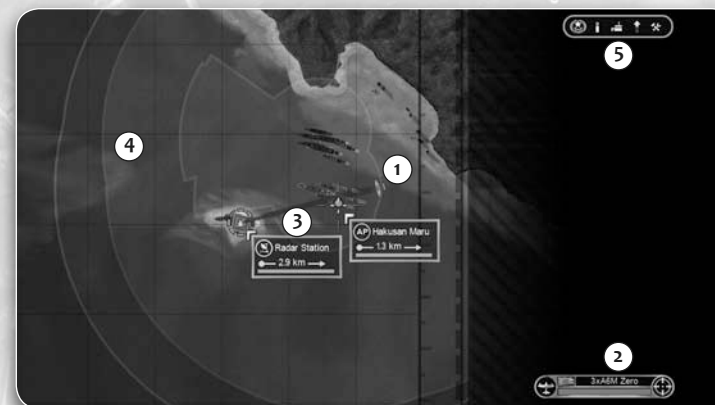 5
4
1
3
AP Hakusan Maru
1.3 km
Radar Station
2.9 km
2
3xA6M Zero